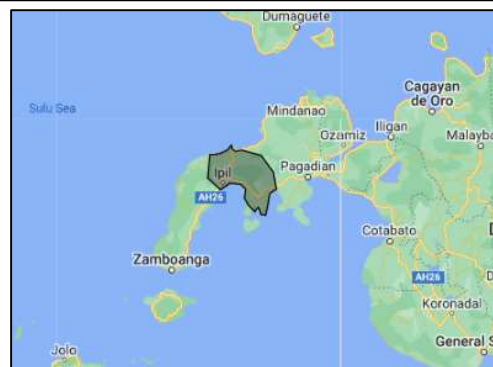 Dumaguete
Sulu Sea
Cagayan
de Oro
Mindanao
Iligan
Ozamiz
Malayba
Ipil
Pagadian
AH26
Cotabato
Zamboanga
AH26
Koronadal
Jolo
General S